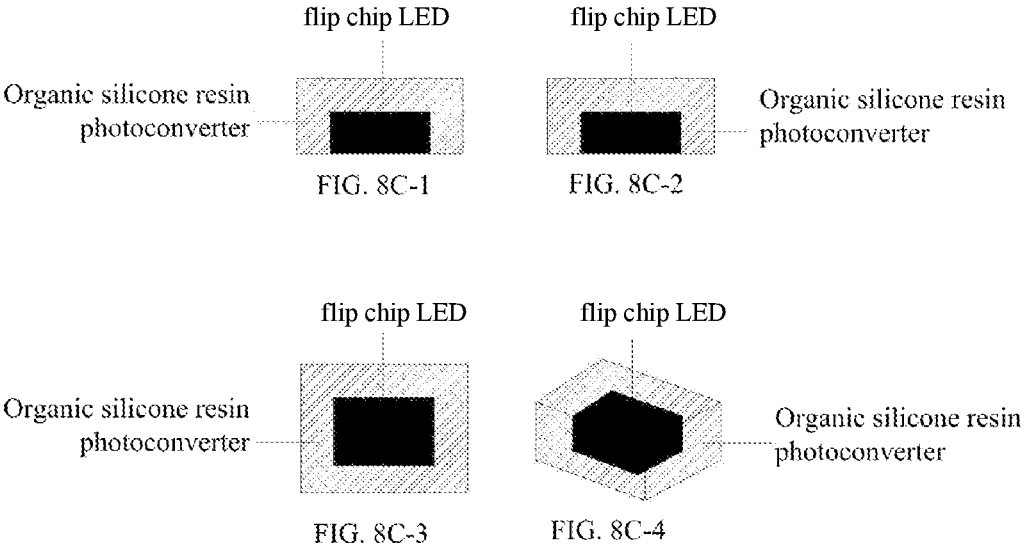 flip chip LED
flip chip LED
Organic silicone resin
photoconverter
Organic silicone resin
photoconverter
FIG. 8C-1
FIG. 8C-2
flip chip LED
flip chip LED
Organic silicone resin
photoconverter
Organic silicone resin
photoconverter
FIG. 8C-3
FIG. 8C-4